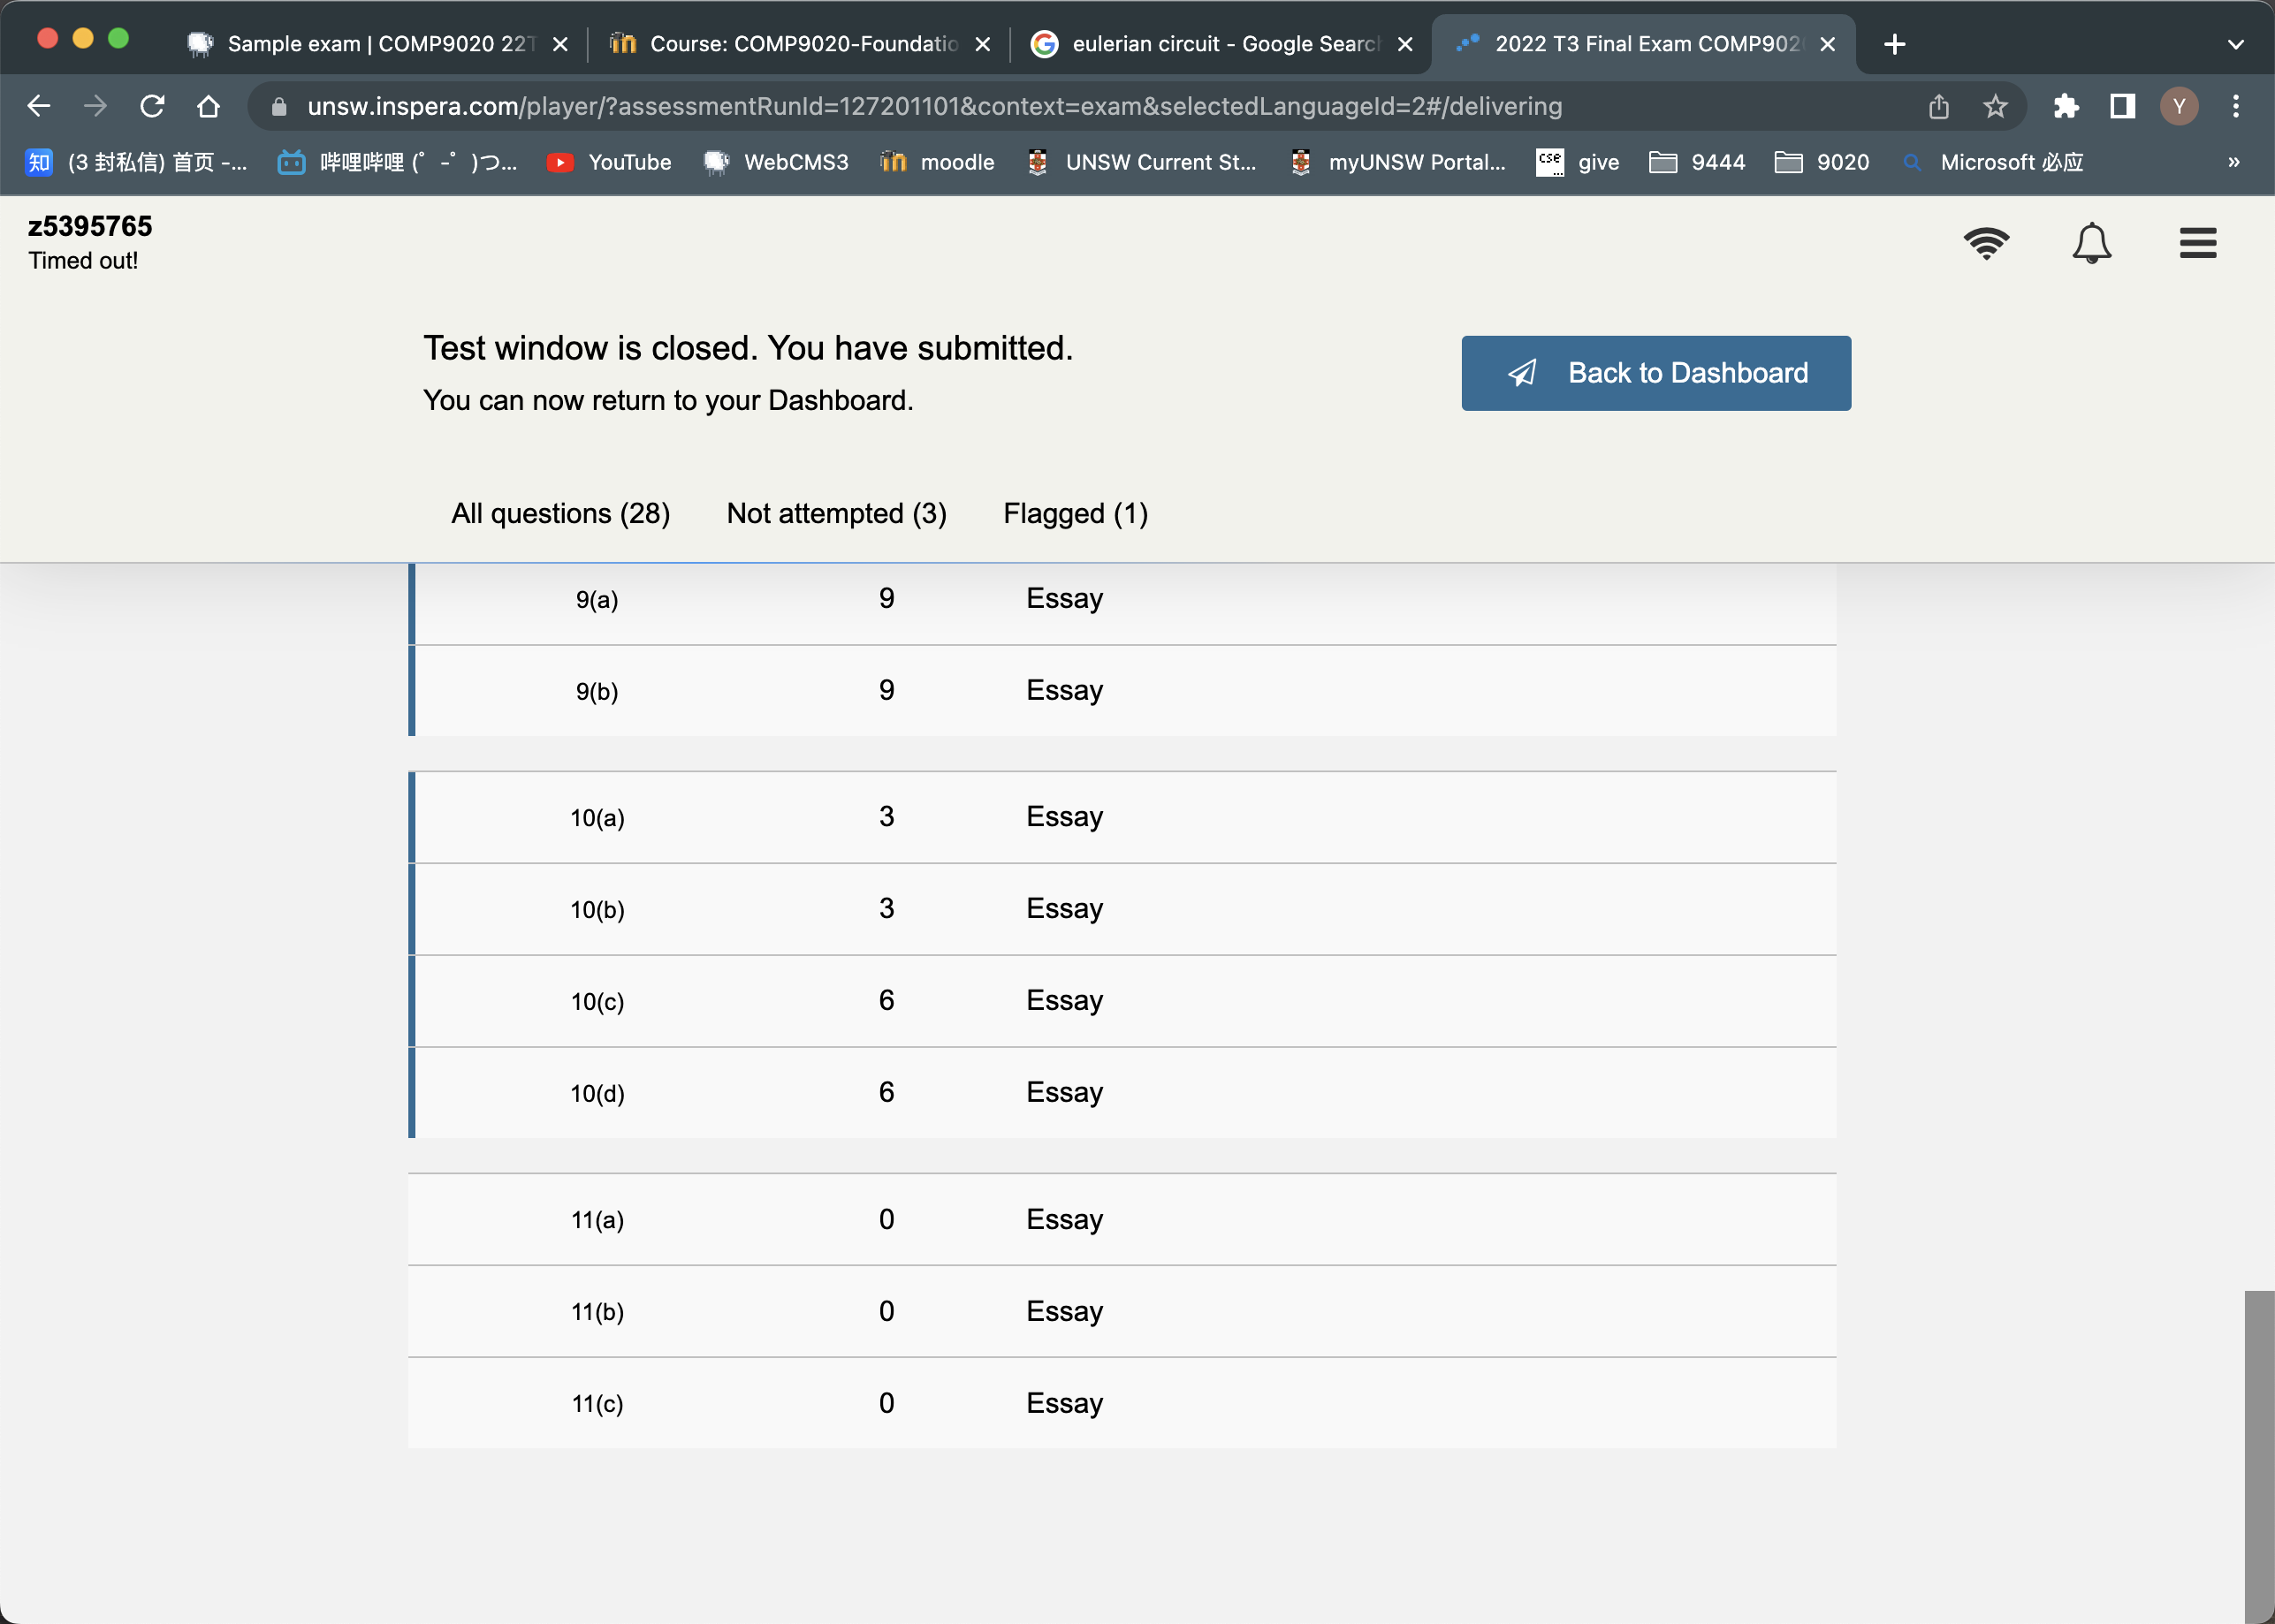 Sample exam | COMP9020 22T
Course: COMP9020-Foundatio
eulerian circuit - Google Search
2022 T3 Final Exam COMP902
unsw.inspera.com/player/?assessmentRunId=127201101&context=exam&selectedLanguageId=2#/delivering
Y
知 (3 封私信) 首页 -...
哔哩哔哩 (゜-゜)つ...
YouTube
WebCMS3
moodle
UNSW Current St...
myUNSW Portal...
cse give
9444
9020
Microsoft 必应
»
z5395765
Timed out!
Test window is closed. You have submitted.
You can now return to your Dashboard.
Back to Dashboard
All questions (28) Not attempted (3) Flagged (1)
9(a) 9 Essay
9(b) 9 Essay
10(a) 3 Essay
10(b) 3 Essay
10(c) 6 Essay
10(d) 6 Essay
11(a) 0 Essay
11(b) 0 Essay
11(c) 0 Essay